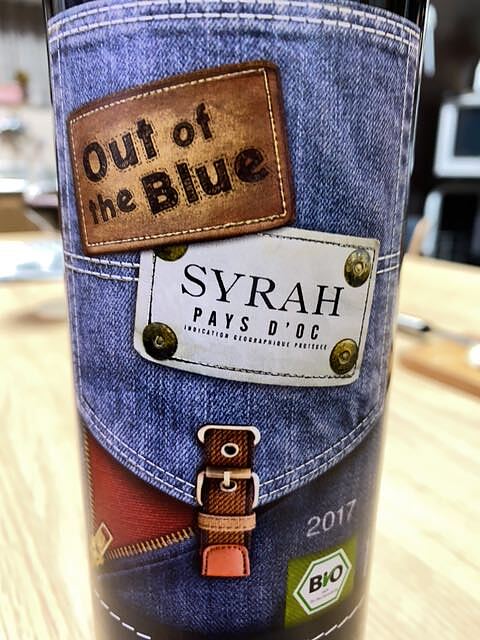 Out of
the Blue
SYRAH
PAYS D'OC
INDICATION GEOGRAPHIQUE PROTEGEE
2017
BIO